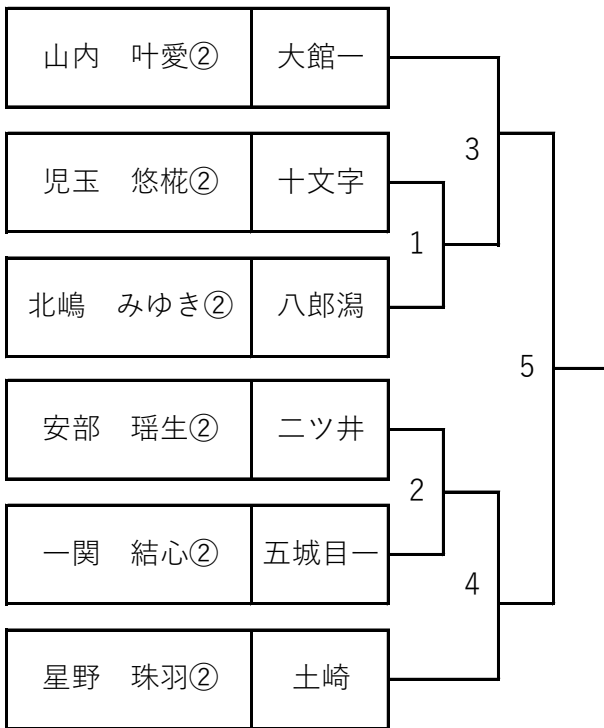 山内　叶愛② 大館一
3
児玉　悠椛② 十文字
1
北嶋　みゆき② 八郎潟
5
安部　瑶生② 二ツ井
2
一関　結心② 五城目一
4
星野　珠羽② 土崎